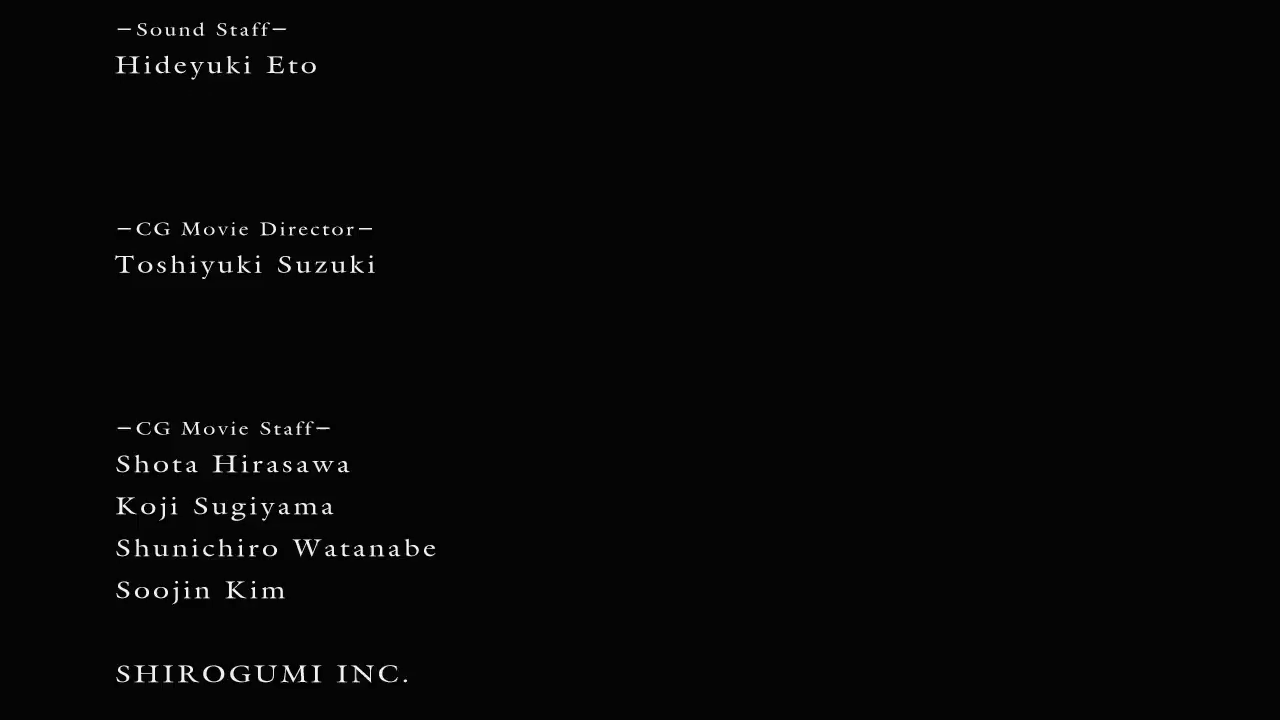 −Sound Staff−
Hideyuki Eto
−CG Movie Director−
Toshiyuki Suzuki
−CG Movie Staff−
Shota Hirasawa
Koji Sugiyama
Shunichiro Watanabe
Soojin Kim
SHIROGUMI INC.